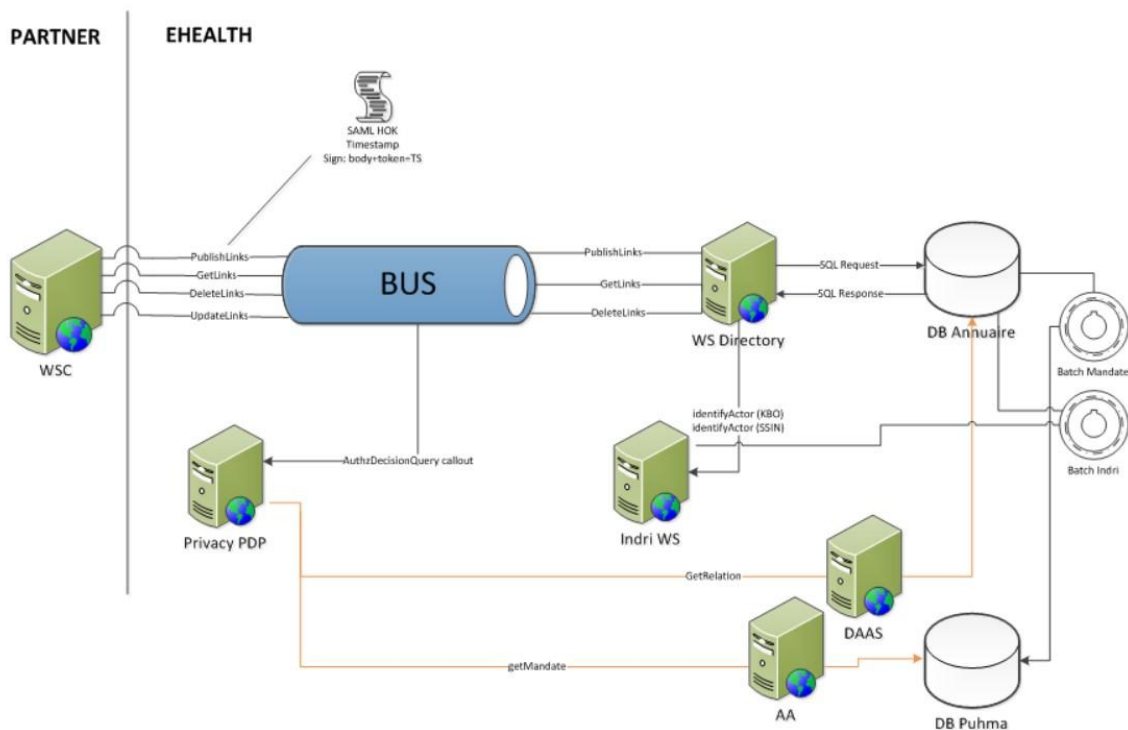 PARTNER
EHEALTH
SAML HOK
Timestamp
Sign: body+token=TS
PublishLinks
GetLinks
DeleteLinks
UpdateLinks
BUS
PublishLinks
GetLinks
DeleteLinks
SQL Request
SQL Response
WSC
WS Directory
DB Annuaire
Batch Mandate
identifyActor (KBO)
identifyActor (SSIN)
AuthzDecisionQuery callout
Batch Indri
Privacy PDP
Indri WS
GetRelation
DAAS
getMandate
AA
DB Puhma